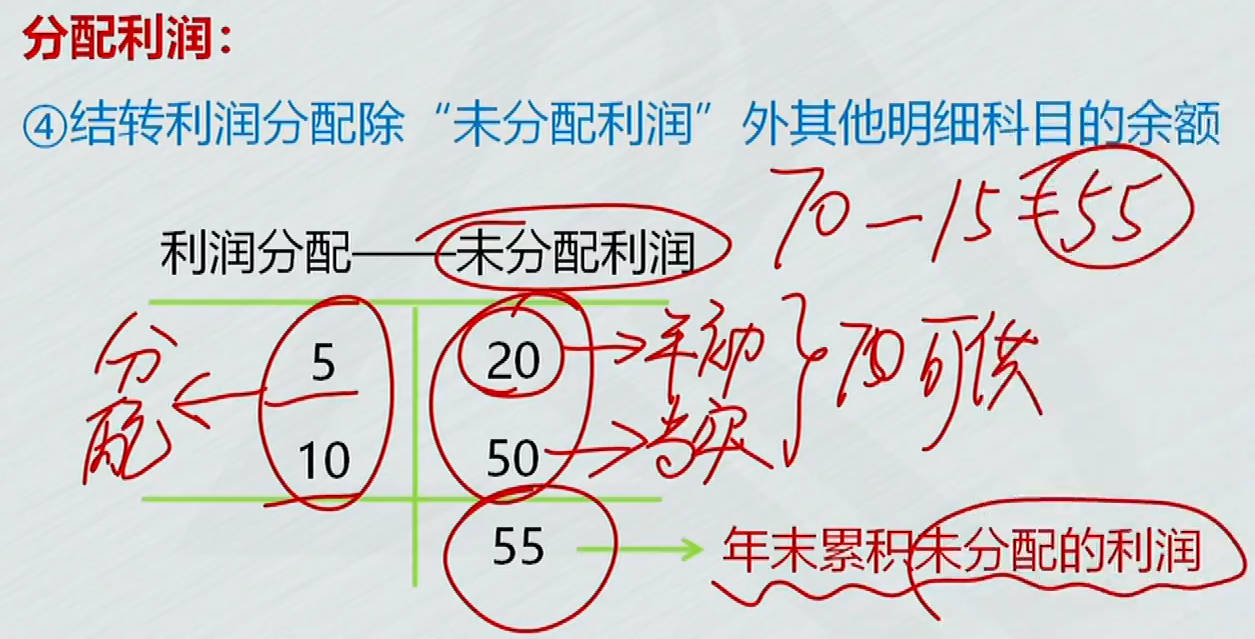 分配利润：
④结转利润分配除“未分配利润”外其他明细科目的余额
70-15=55
利润分配——未分配利润
分配
5 20 年初
70可供
10 50 当实
55 年末累积未分配的利润